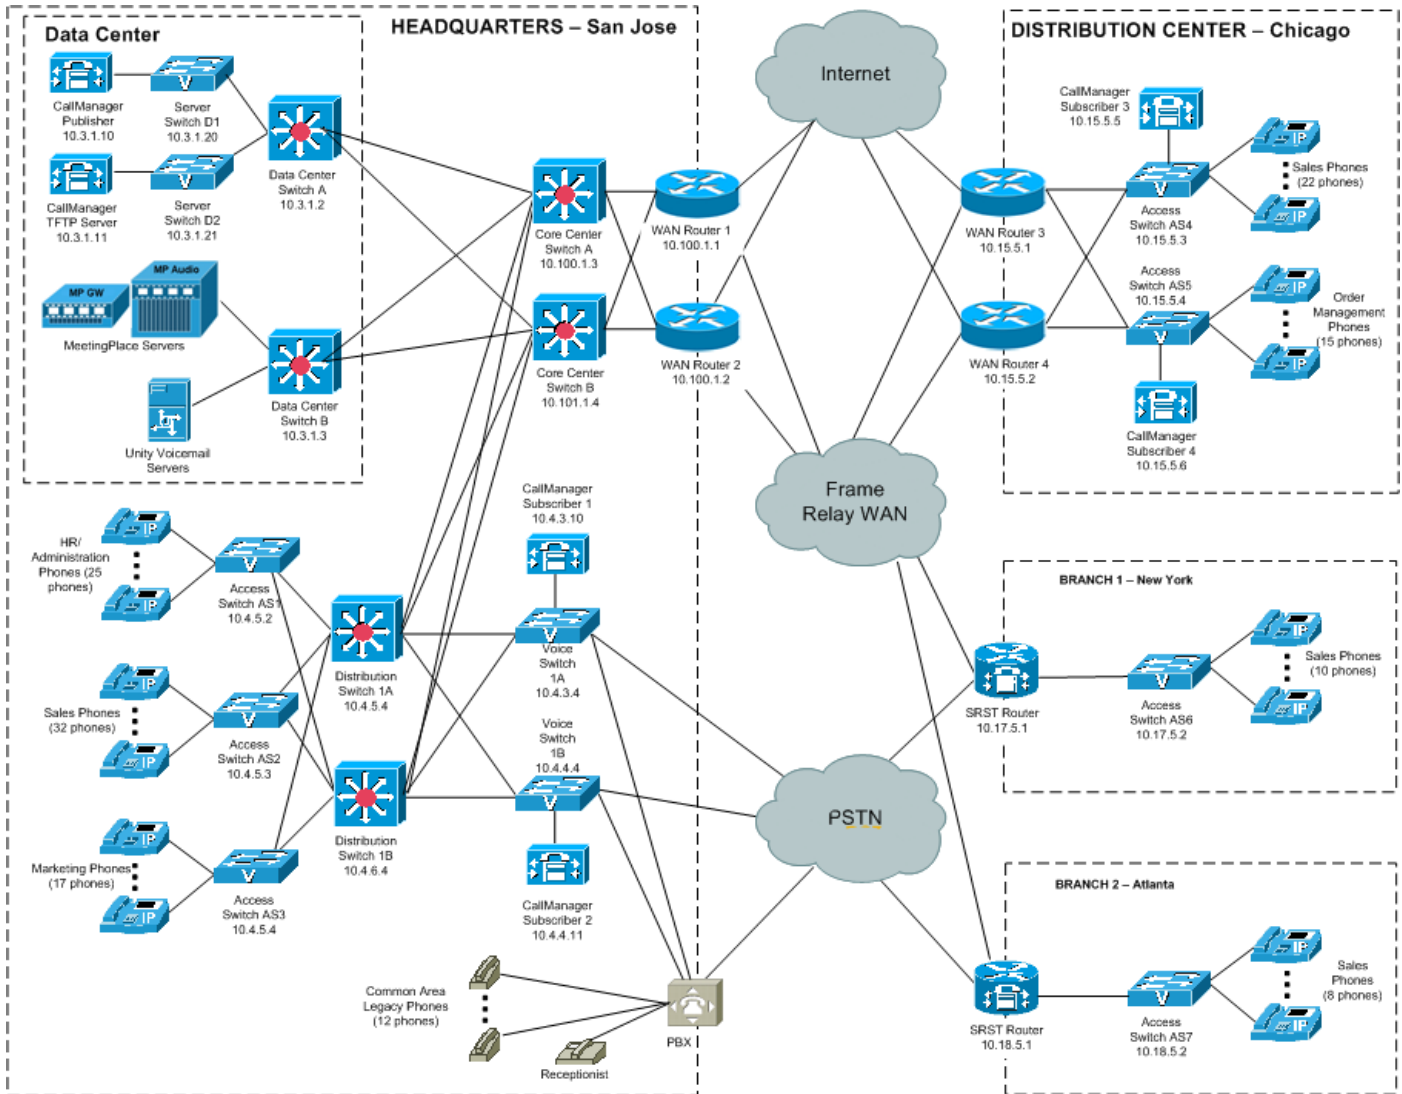 HEADQUARTERS – San Jose
Data Center
CallManager
Publisher
10.3.1.10
Server
Switch D1
10.3.1.20
CallManager
TFTP Server
10.3.1.11
Server
Switch D2
10.3.1.21
Data Center
Switch A
10.3.1.2
MP Audio
MP GW
MeetingPlace Servers
Data Center
Switch B
10.3.1.3
Unity Voicemail
Servers
Core Center
Switch A
10.100.1.3
Core Center
Switch B
10.101.1.4
WAN Router 1
10.100.1.1
WAN Router 2
10.100.1.2
Internet
Frame
Relay WAN
PSTN
DISTRIBUTION CENTER – Chicago
CallManager
Subscriber 3
10.15.5.5
WAN Router 3
10.15.5.1
WAN Router 4
10.15.5.2
Access
Switch AS4
10.15.5.3
Access
Switch AS5
10.15.5.4
IP
Sales Phones
(22 phones)
IP
IP
Order
Management
Phones
(15 phones)
IP
CallManager
Subscriber 4
10.15.5.6
IP
HR/
Administration
Phones (25
phones)
IP
Access
Switch AS1
10.4.5.2
IP
Sales Phones
(32 phones)
IP
Access
Switch AS2
10.4.5.3
IP
Marketing Phones
(17 phones)
IP
Access
Switch AS3
10.4.5.4
Distribution
Switch 1A
10.4.5.4
Distribution
Switch 1B
10.4.6.4
CallManager
Subscriber 1
10.4.3.10
Voice
Switch
1A
10.4.3.4
Voice
Switch
1B
10.4.4.4
CallManager
Subscriber 2
10.4.4.11
Common Area
Legacy Phones
(12 phones)
Receptionist
PBX
BRANCH 1 – New York
SRST Router
10.17.5.1
Access
Switch AS6
10.17.5.2
IP
Sales Phones
(10 phones)
IP
BRANCH 2 – Atlanta
SRST Router
10.18.5.1
Access
Switch AS7
10.18.5.2
IP
Sales
Phones
(8 phones)
IP